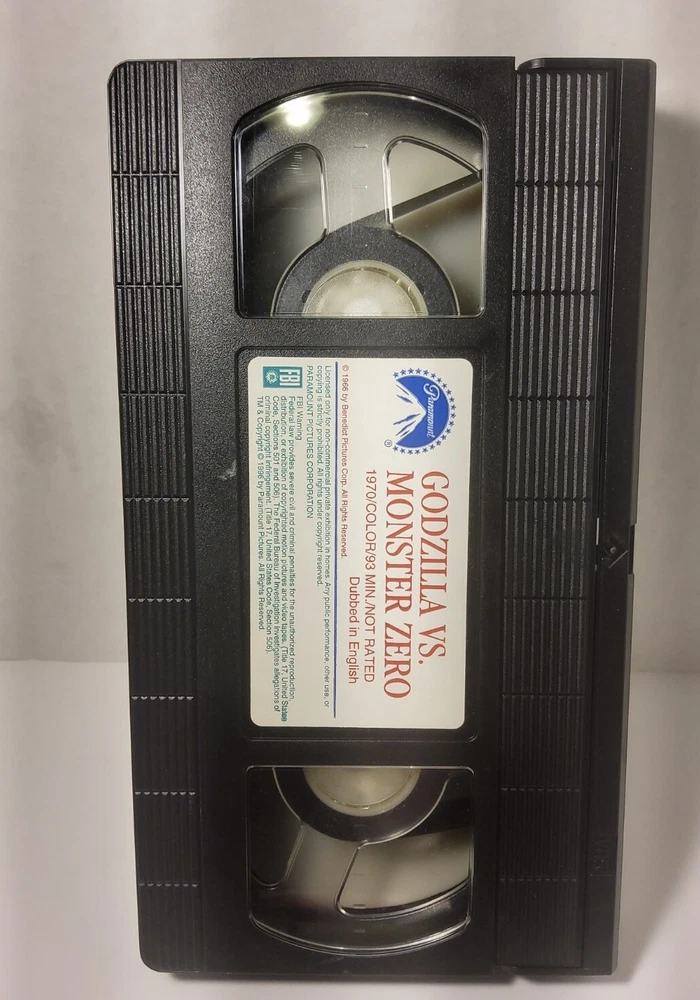 Paramount
®
GODZILLA VS.
MONSTER ZERO
1970/COLOR/93 MIN./NOT RATED
Dubbed in English
© 1966 by Benedict Pictures Corp. All Rights Reserved.
Licensed only for non-commercial private exhibition in homes. Any public performance, other use, or
copying is strictly prohibited. All rights under copyright reserved.
PARAMOUNT PICTURES CORPORATION
FBI
FBI Warning
Federal law provides severe civil and criminal penalties for the unauthorized reproduction
distribution, or exhibition of copyrighted motion pictures and video tapes. (Title 17, United States
Code, Sections 501 and 506). The Federal Bureau of Investigation investigates allegations of
criminal copyright infringement. (Title 17, United States Code, Section 506).
TM & Copyright © 1996 by Paramount Pictures. All Rights Reserved.